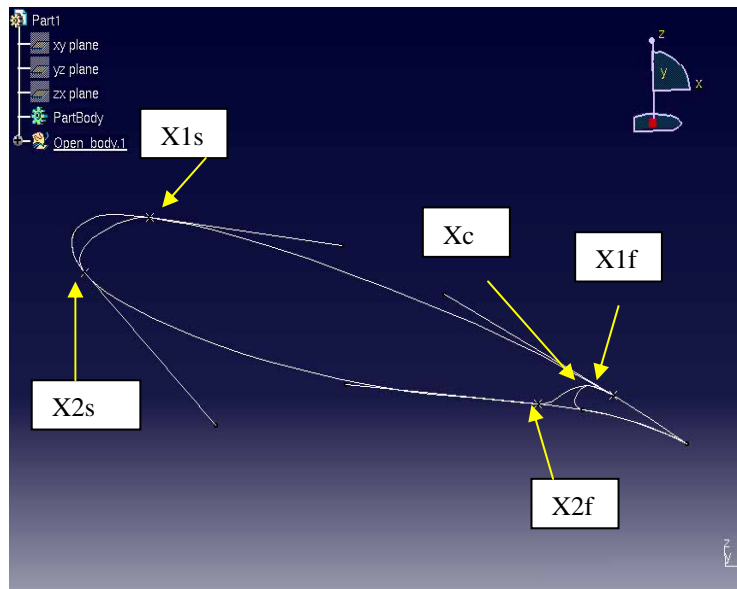 Part1
xy plane
yz plane
zx plane
PartBody
Open_body.1
z
y
x
X1s
Xc
X1f
X2s
X2f
z
y